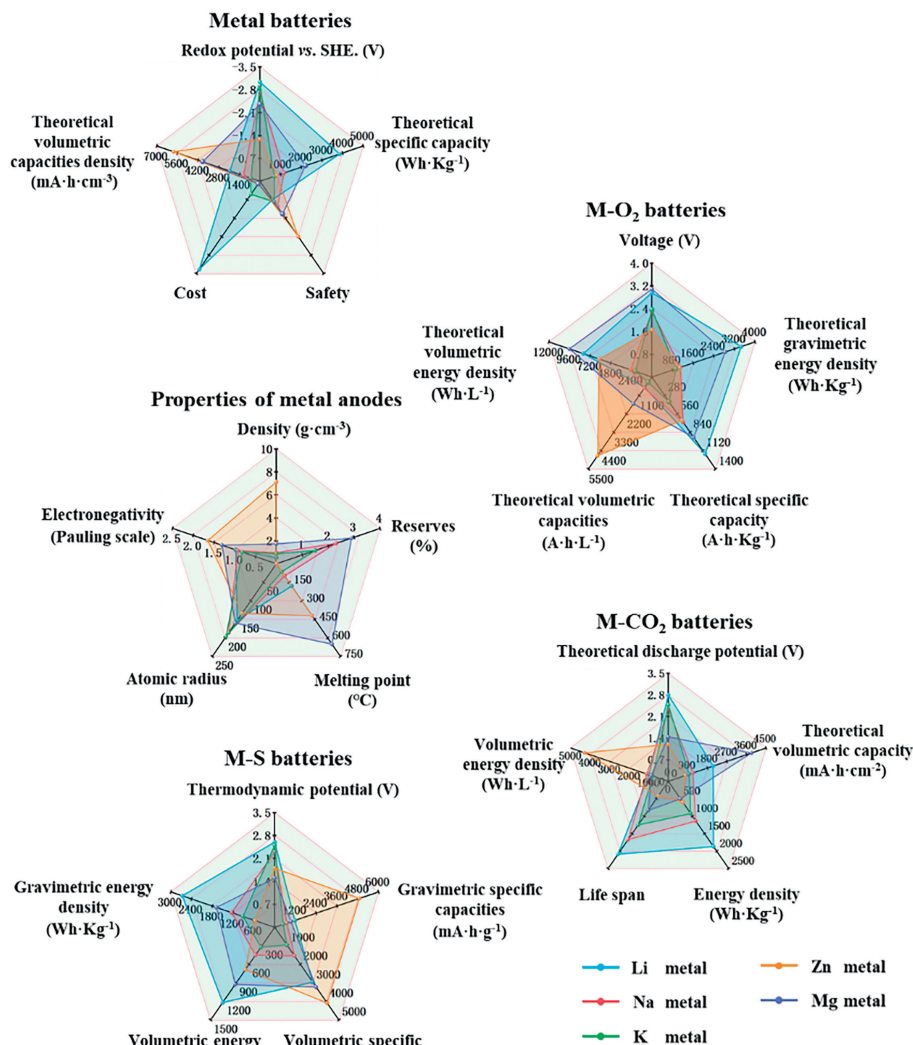 Metal batteries
Redox potential vs. SHE. (V)
-3.5
-2.8
-2.1
-1.4
-0.7
Theoretical
volumetric
capacities density
(mA·h·cm-3)
7000
5600
4200
2800
1400
Theoretical
specific capacity
(Wh·Kg-1)
1000
2000
3000
4000
5000
Cost
Safety
M-O2 batteries
Voltage (V)
4.0
3.2
2.4
1.6
0.8
Theoretical
volumetric
energy density
(Wh·L-1)
12000
9600
7200
1800
2400
Theoretical
gravimetric
energy density
(Wh·Kg-1)
800
1600
2400
3200
4000
280
560
840
1120
1400
1100
2200
3300
4400
5500
Theoretical volumetric
capacities
(A·h·L-1)
Theoretical specific
capacity
(A·h·Kg-1)
Properties of metal anodes
Density (g·cm-3)
10
8
6
4
2
Electronegativity
(Pauling scale)
2.5
2.0
1.5
1.0
0.5
Reserves
(%)
1
2
3
4
50
100
150
200
250
150
300
450
600
750
Atomic radius
(nm)
Melting point
(°C)
M-CO2 batteries
Theoretical discharge potential (V)
3.5
2.8
2.1
1.4
0.7
Volumetric
energy density
(Wh·L-1)
5000
4000
3000
2000
1000
Theoretical
volumetric capacity
(mA·h·cm-2)
0
900
1800
2700
3600
4500
0
500
1000
1500
2000
2500
Life span
Energy density
(Wh·Kg-1)
M-S batteries
Thermodynamic potential (V)
3.5
2.8
2.1
1.4
0.7
Gravimetric energy
density
(Wh·Kg-1)
3000
2400
1800
1200
600
Gravimetric specific
capacities
(mA·h·g-1)
1200
2400
3600
4800
6000
300
600
900
1200
1500
1000
2000
3000
4000
5000
Volumetric energy
Volumetric specific
Li metal
Zn metal
Na metal
Mg metal
K metal